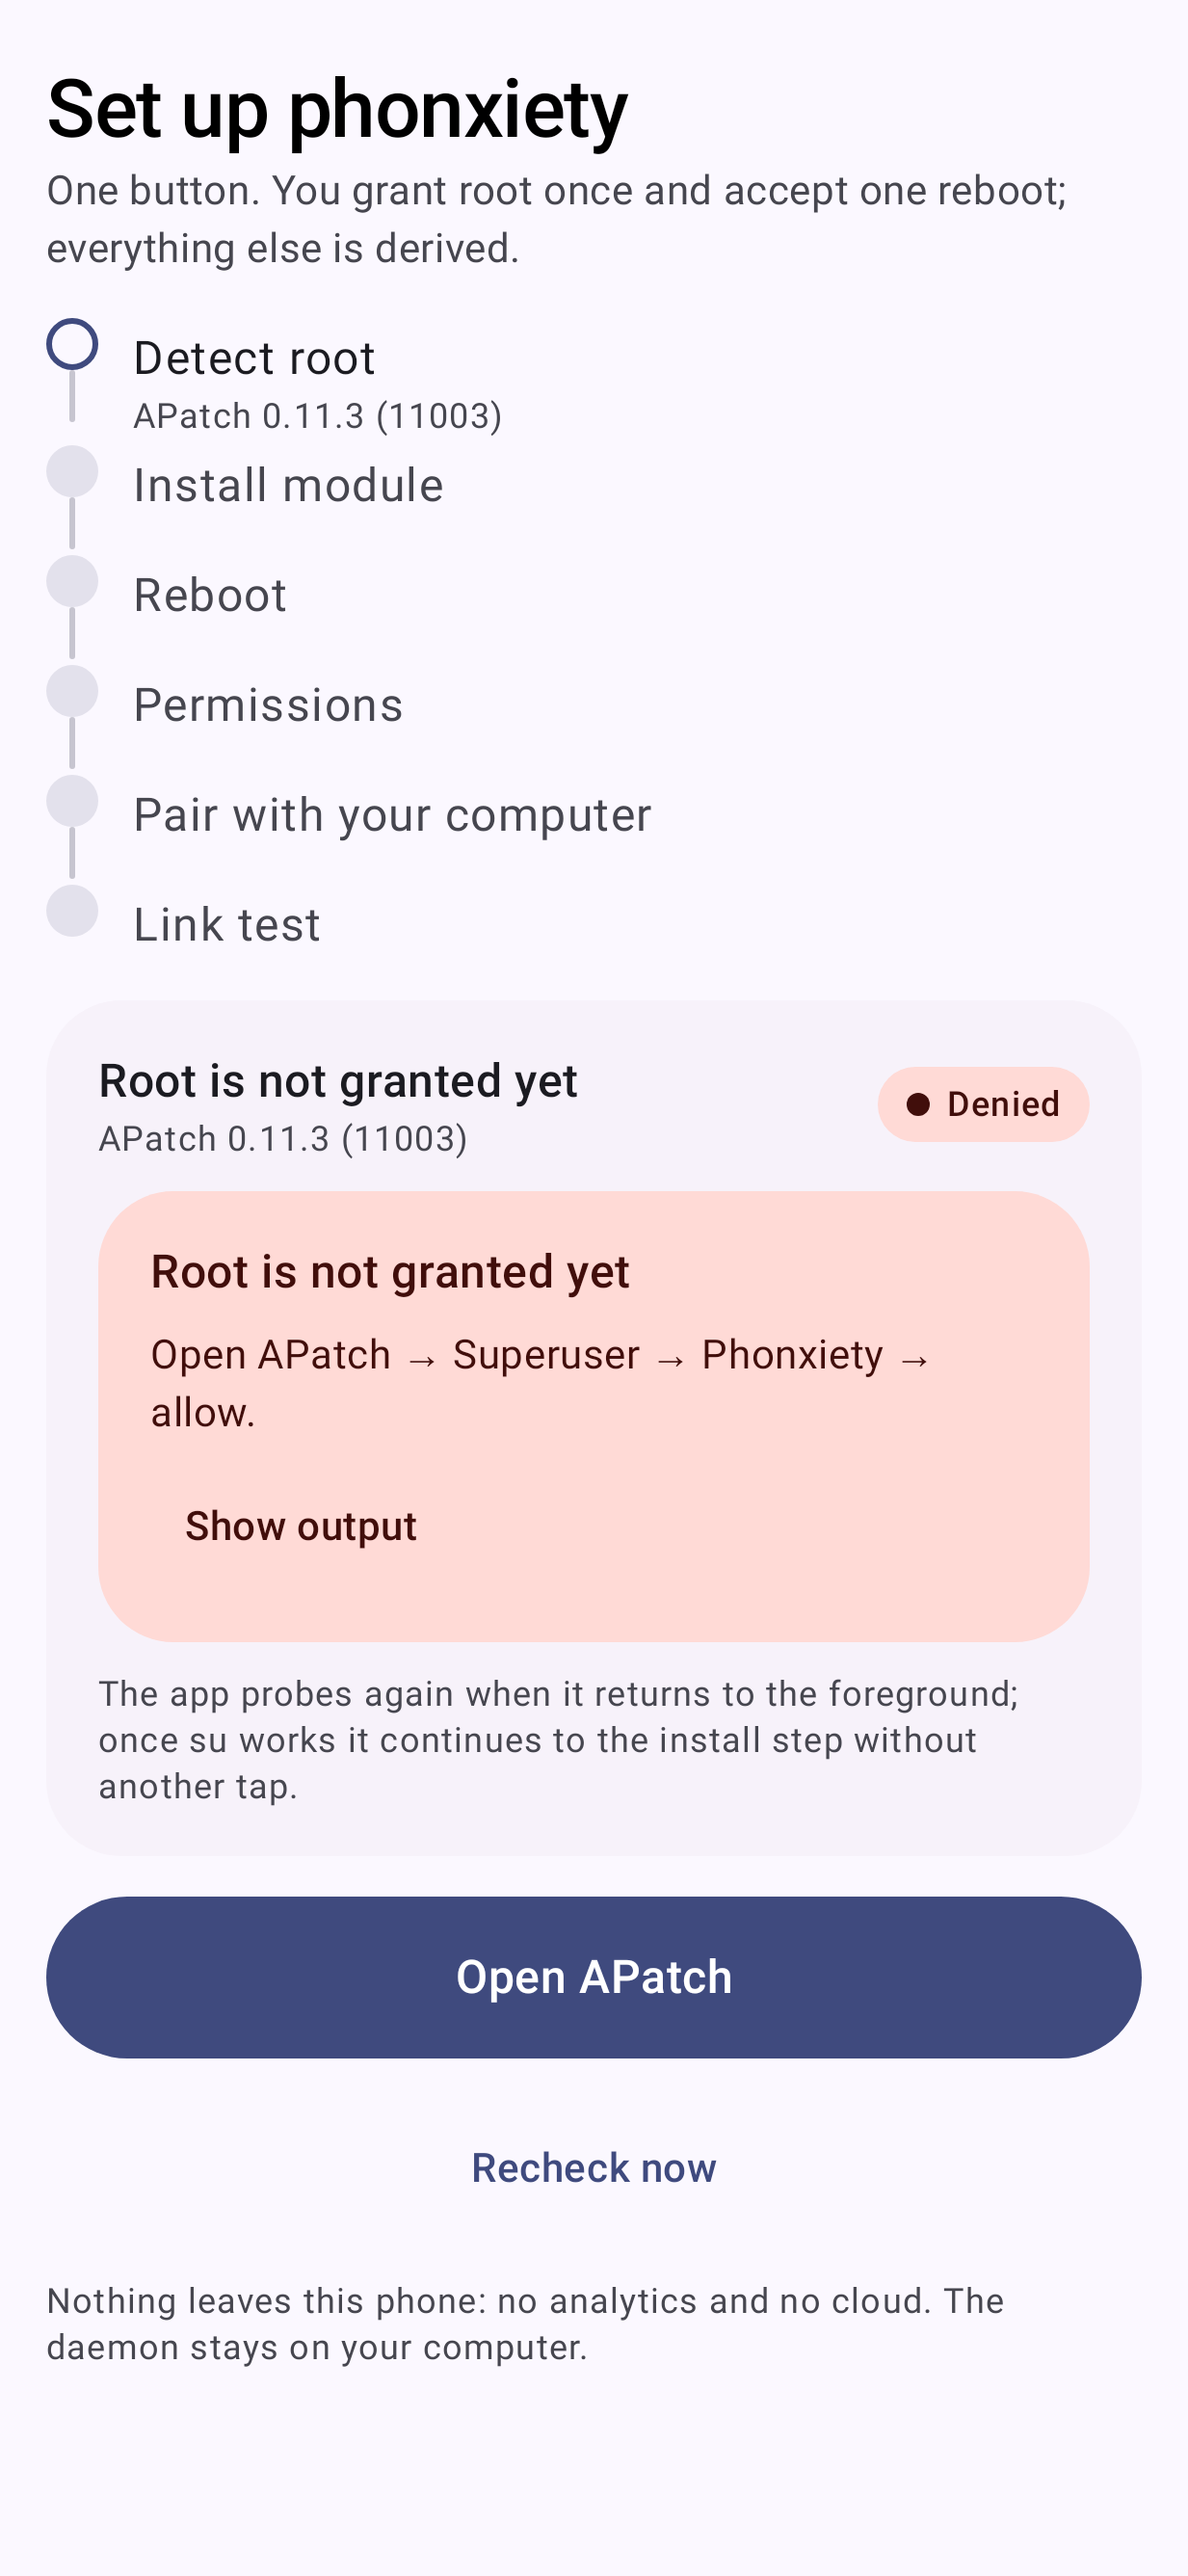 Set up phonxiety
One button. You grant root once and accept one reboot;
everything else is derived.
Detect root
APatch 0.11.3 (11003)
Install module
Reboot
Permissions
Pair with your computer
Link test
Root is not granted yet
APatch 0.11.3 (11003)
Denied
Root is not granted yet
Open APatch → Superuser → Phonxiety →
allow.
Show output
The app probes again when it returns to the foreground;
once su works it continues to the install step without
another tap.
Open APatch
Recheck now
Nothing leaves this phone: no analytics and no cloud. The
daemon stays on your computer.